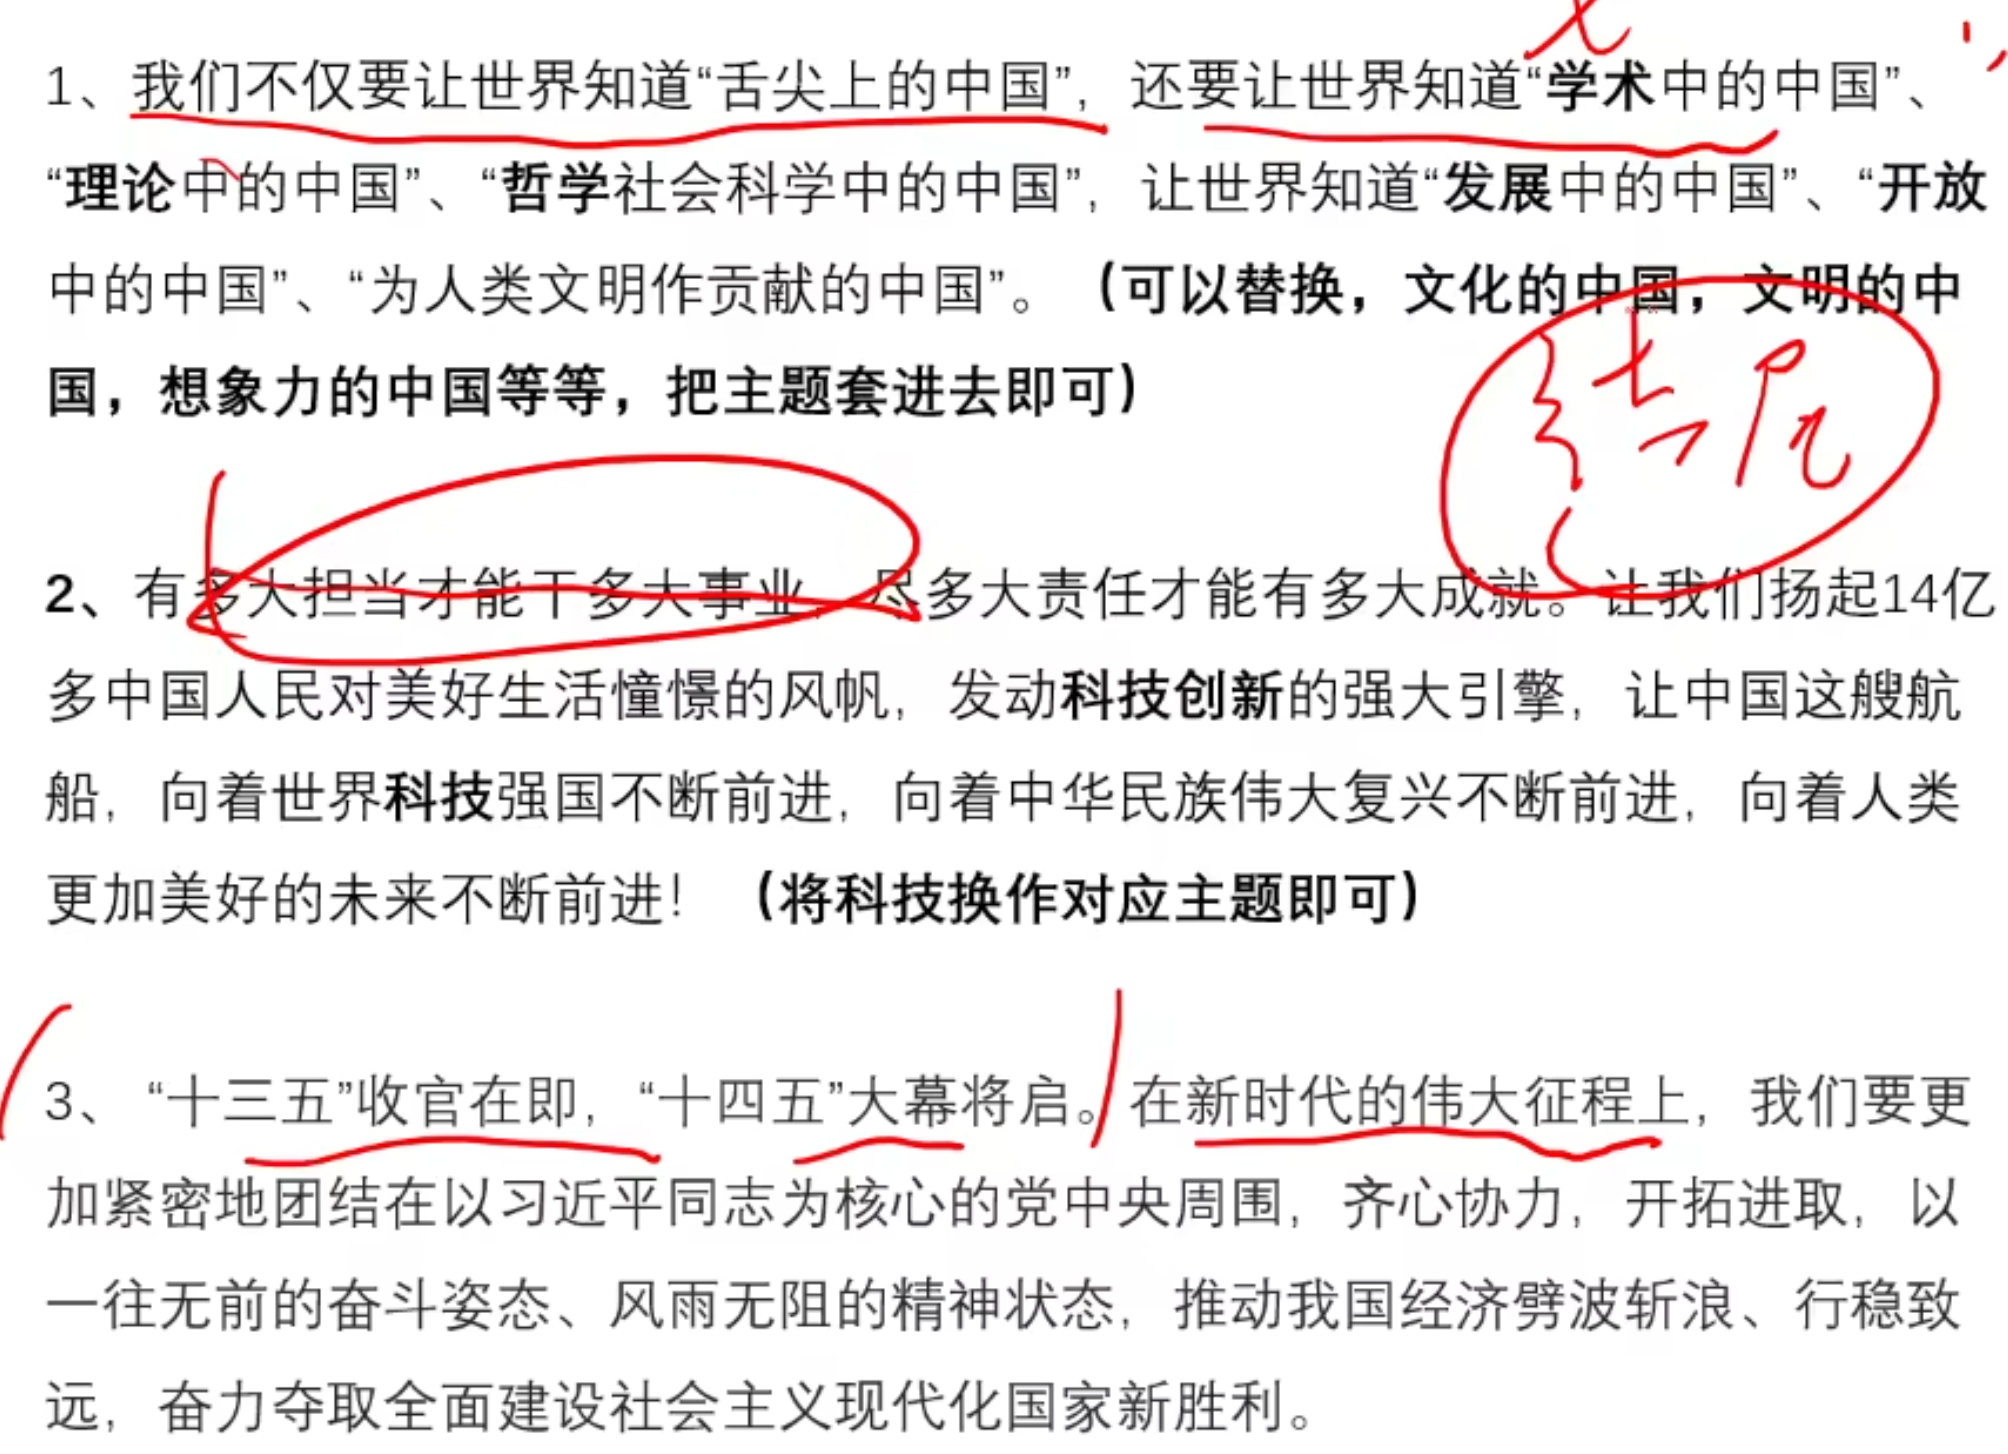 1、我们不仅要让世界知道“舌尖上的中国”，还要让世界知道“学术中的中国”、
“理论中的中国”、“哲学社会科学中的中国”，让世界知道“发展中的中国”、“开放
中的中国”、“为人类文明作贡献的中国”。（可以替换，文化的中国，文明的中
国，想象力的中国等等，把主题套进去即可）
结尾
2、有多大担当才能干多大事业，尽多大责任才能有多大成就。让我们扬起14亿
多中国人民对美好生活憧憬的风帆，发动科技创新的强大引擎，让中国这艘航
船，向着世界科技强国不断前进，向着中华民族伟大复兴不断前进，向着人类
更加美好的未来不断前进！（将科技换作对应主题即可）
3、“十三五”收官在即，“十四五”大幕将启。在新时代的伟大征程上，我们要更
加紧密地团结在以习近平同志为核心的党中央周围，齐心协力，开拓进取，以
一往无前的奋斗姿态、风雨无阻的精神状态，推动我国经济劈波斩浪、行稳致
远，奋力夺取全面建设社会主义现代化国家新胜利。